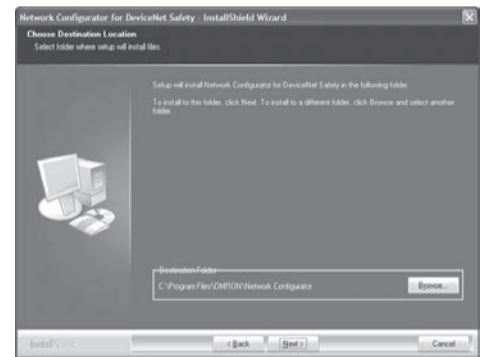 Network Configurator for DeviceNet Safety - InstallShield Wizard
Choose Destination Location
Select folder where setup will install files.
Setup will install Network Configurator for DeviceNet Safety in the following folder.
To install to this folder, click Next. To install to a different folder, click Browse and select another
folder.
Destination Folder
C:\Program Files\OMRON\Network Configurator
Browse...
InstallShield
< Back
Next >
Cancel